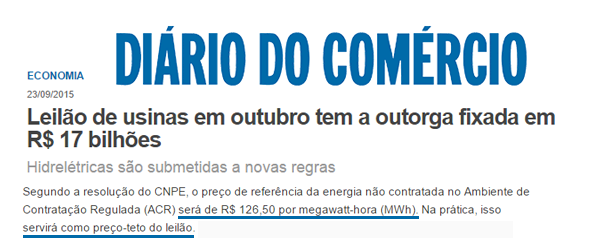 DIÁRIO DO COMÉRCIO
ECONOMIA
23/09/2015
Leilão de usinas em outubro tem a outorga fixada em
R$ 17 bilhões
Hidrelétricas são submetidas a novas regras
Segundo a resolução do CNPE, o preço de referência da energia não contratada no Ambiente de
Contratação Regulada (ACR) será de R$ 126,50 por megawatt-hora (MWh). Na prática, isso
servirá como preço-teto do leilão.